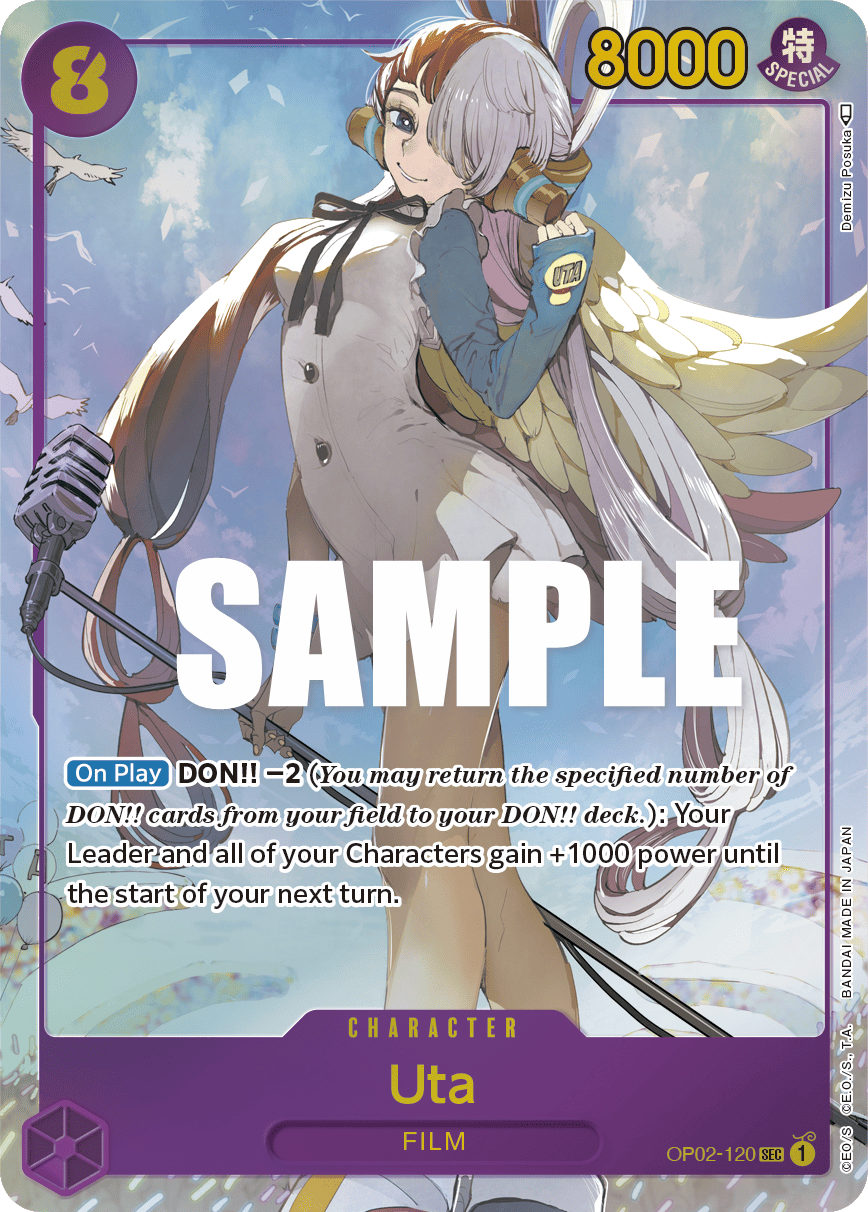 8
8000
特
SPECIAL
Demizu Posuka
UTA
SAMPLE
On Play DON!! −2 (You may return the specified number of
DON!! cards from your field to your DON!! deck.): Your
Leader and all of your Characters gain +1000 power until
the start of your next turn.
CHARACTER
Uta
FILM
OP02-120 SEC 1
©EO/S ©E.O./S., T.A. BANDAI MADE IN JAPAN